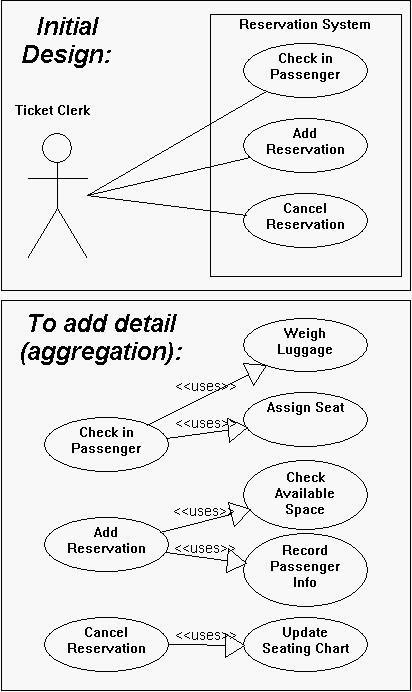 Initial
Design:
Reservation System
Check in
Passenger
Ticket Clerk
Add
Reservation
Cancel
Reservation
To add detail
(aggregation):
Weigh
Luggage
<<uses>>
Assign Seat
<<uses>>
Check in
Passenger
Check
Available
Space
<<uses>>
Add
Reservation
<<uses>>
Record
Passenger
Info
Cancel
Reservation
<<uses>>
Update
Seating Chart